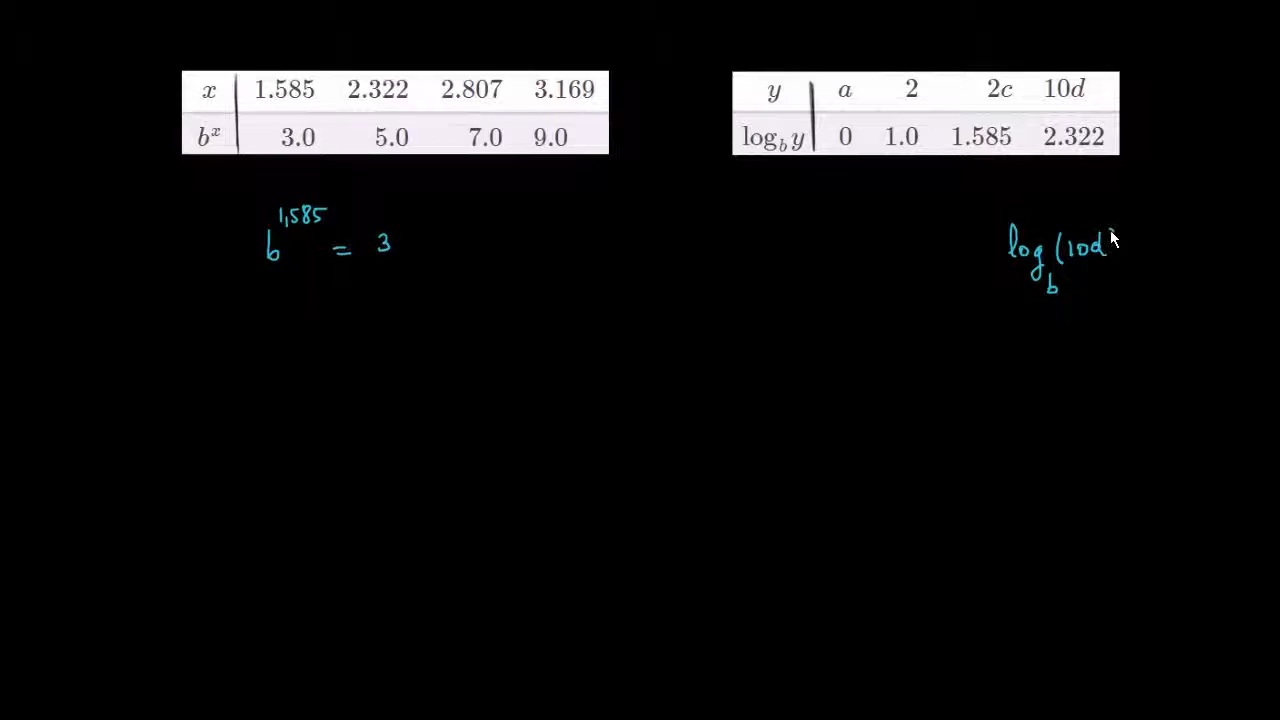 x 1.585 2.322 2.807 3.169
bˣ 3.0 5.0 7.0 9.0
y a 2 2c 10d
log_b y 0 1.0 1.585 2.322
b^1,585 = 3
log_b (10d)